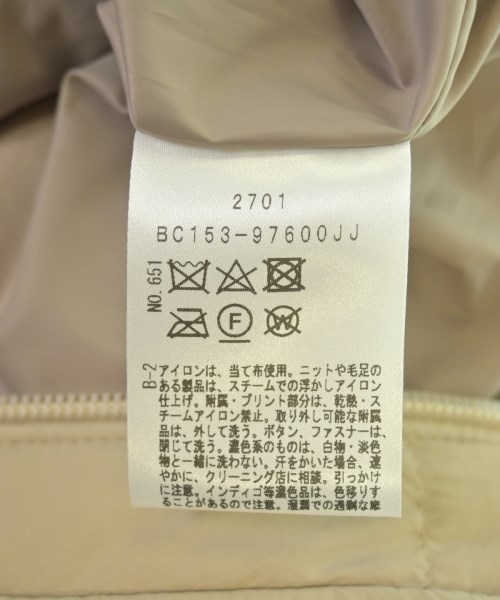 2701
BC153-97600JJ
NO.651
F
W
B-2
アイロンは、当て布使用。ニットや毛足の
ある製品は、スチームでの浮かしアイロン
仕上げ。附属・プリント部分は、乾熱・ス
チームアイロン禁止。取り外し可能な附属
品は、外して洗う。ボタン、ファスナーは、
閉じて洗う。濃色系のものは、白物・淡色
物と一緒に洗わない。汗をかいた場合、速
やかに、クリーニング店に相談。引っかけ
に注意。インディゴ等濃色品は、色移りす
ることがあるので注意。湿潤での過剰な摩